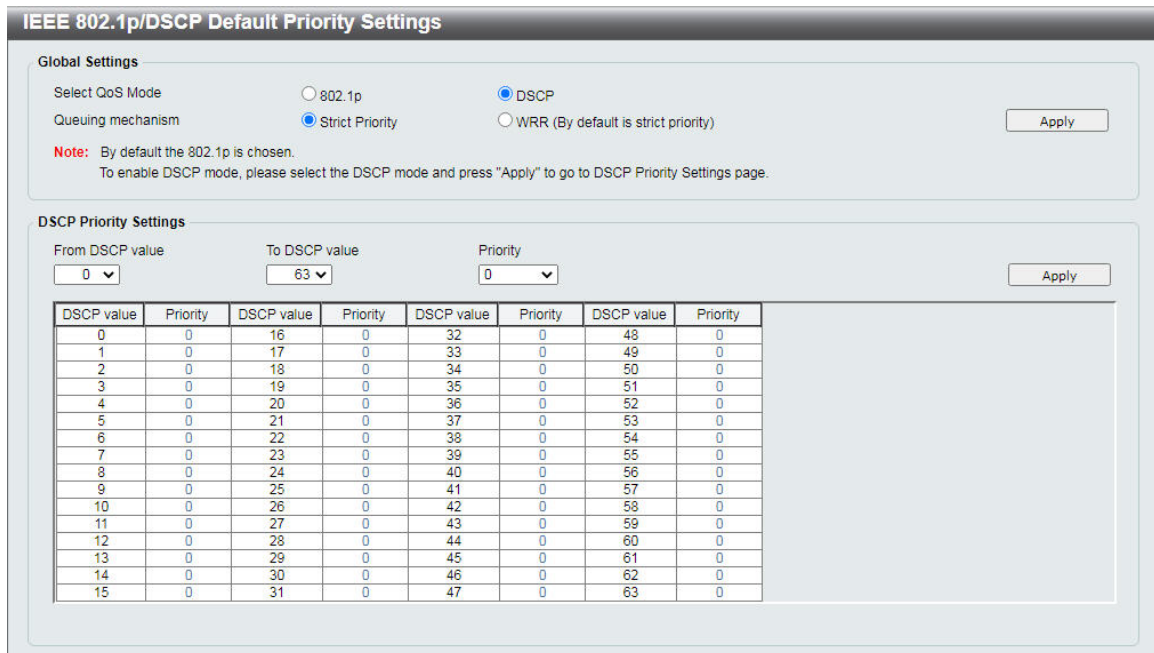 IEEE 802.1p/DSCP Default Priority Settings
Global Settings
Select QoS Mode 802.1p DSCP
Queuing mechanism Strict Priority WRR (By default is strict priority) Apply
Note: By default the 802.1p is chosen.
To enable DSCP mode, please select the DSCP mode and press "Apply" to go to DSCP Priority Settings page.
DSCP Priority Settings
From DSCP value To DSCP value Priority
0 63 0 Apply
DSCP value Priority DSCP value Priority DSCP value Priority DSCP value Priority
0 0 16 0 32 0 48 0
1 0 17 0 33 0 49 0
2 0 18 0 34 0 50 0
3 0 19 0 35 0 51 0
4 0 20 0 36 0 52 0
5 0 21 0 37 0 53 0
6 0 22 0 38 0 54 0
7 0 23 0 39 0 55 0
8 0 24 0 40 0 56 0
9 0 25 0 41 0 57 0
10 0 26 0 42 0 58 0
11 0 27 0 43 0 59 0
12 0 28 0 44 0 60 0
13 0 29 0 45 0 61 0
14 0 30 0 46 0 62 0
15 0 31 0 47 0 63 0